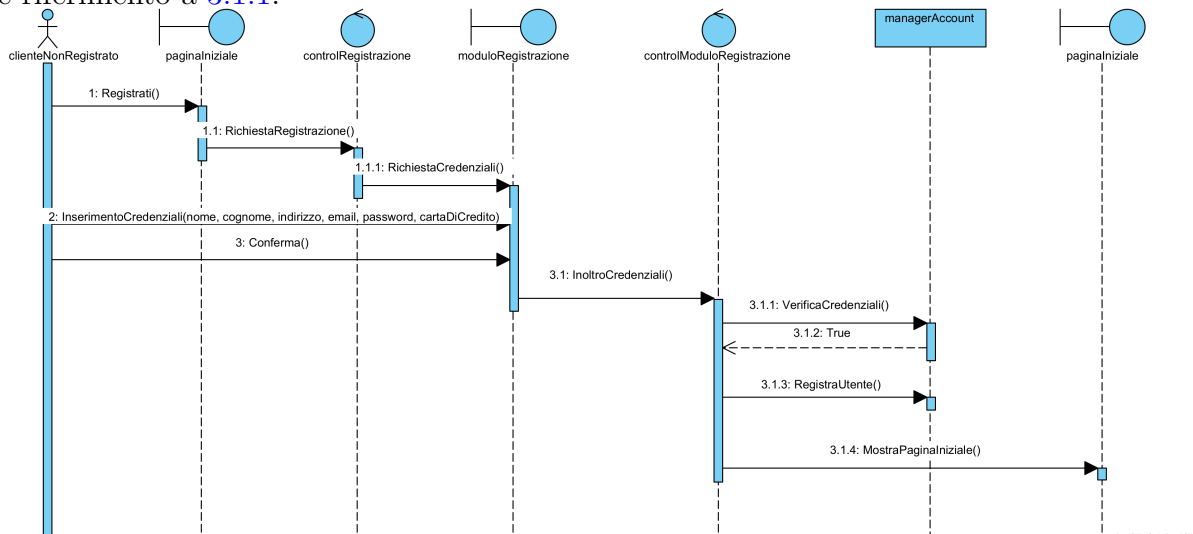 e riferimento a 3.1.1.
clienteNonRegistrato
paginaIniziale
controlRegistrazione
moduloRegistrazione
controlModuloRegistrazione
managerAccount
paginaIniziale
1: Registrati()
1.1: RichiestaRegistrazione()
1.1.1: RichiestaCredenziali()
2: InserimentoCredenziali(nome, cognome, indirizzo, email, password, cartaDiCredito)
3: Conferma()
3.1: InoltroCredenziali()
3.1.1: VerificaCredenziali()
3.1.2: True
3.1.3: RegistraUtente()
3.1.4: MostraPaginaIniziale()